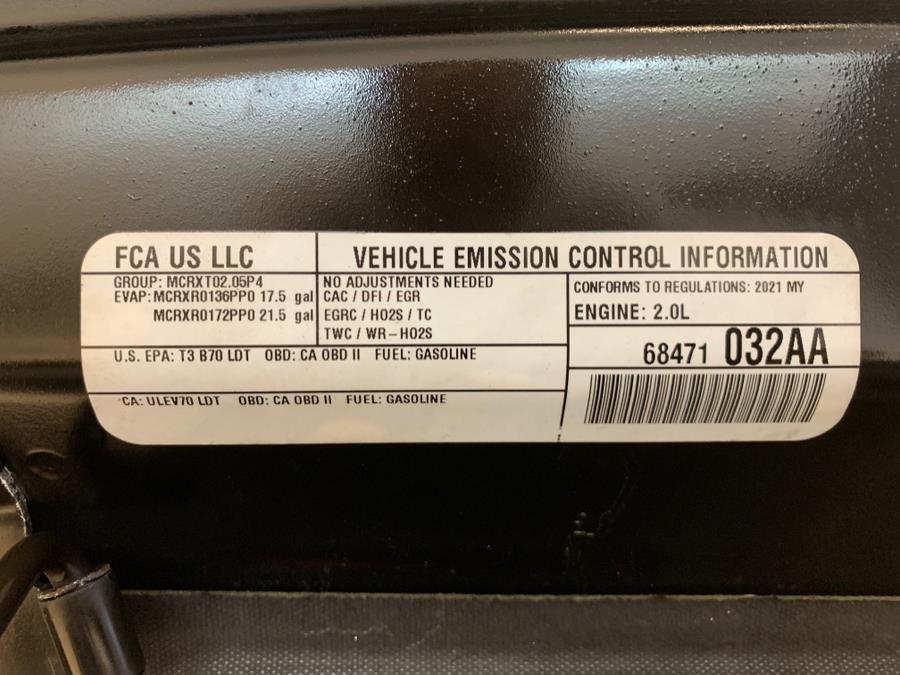 FCA US LLC
VEHICLE EMISSION CONTROL INFORMATION
GROUP: MCRXT02.05P4
EVAP: MCRXR0136PP0 17.5 gal
MCRXR0172PP0 21.5 gal
NO ADJUSTMENTS NEEDED
CAC / DFI / EGR
EGRC / HO2S / TC
TWC / WR-HO2S
CONFORMS TO REGULATIONS: 2021 MY
ENGINE: 2.0L
U.S. EPA: T3 B70 LDT OBD: CA OBD II FUEL: GASOLINE
68471 032AA
CA: ULEV70 LDT OBD: CA OBD II FUEL: GASOLINE